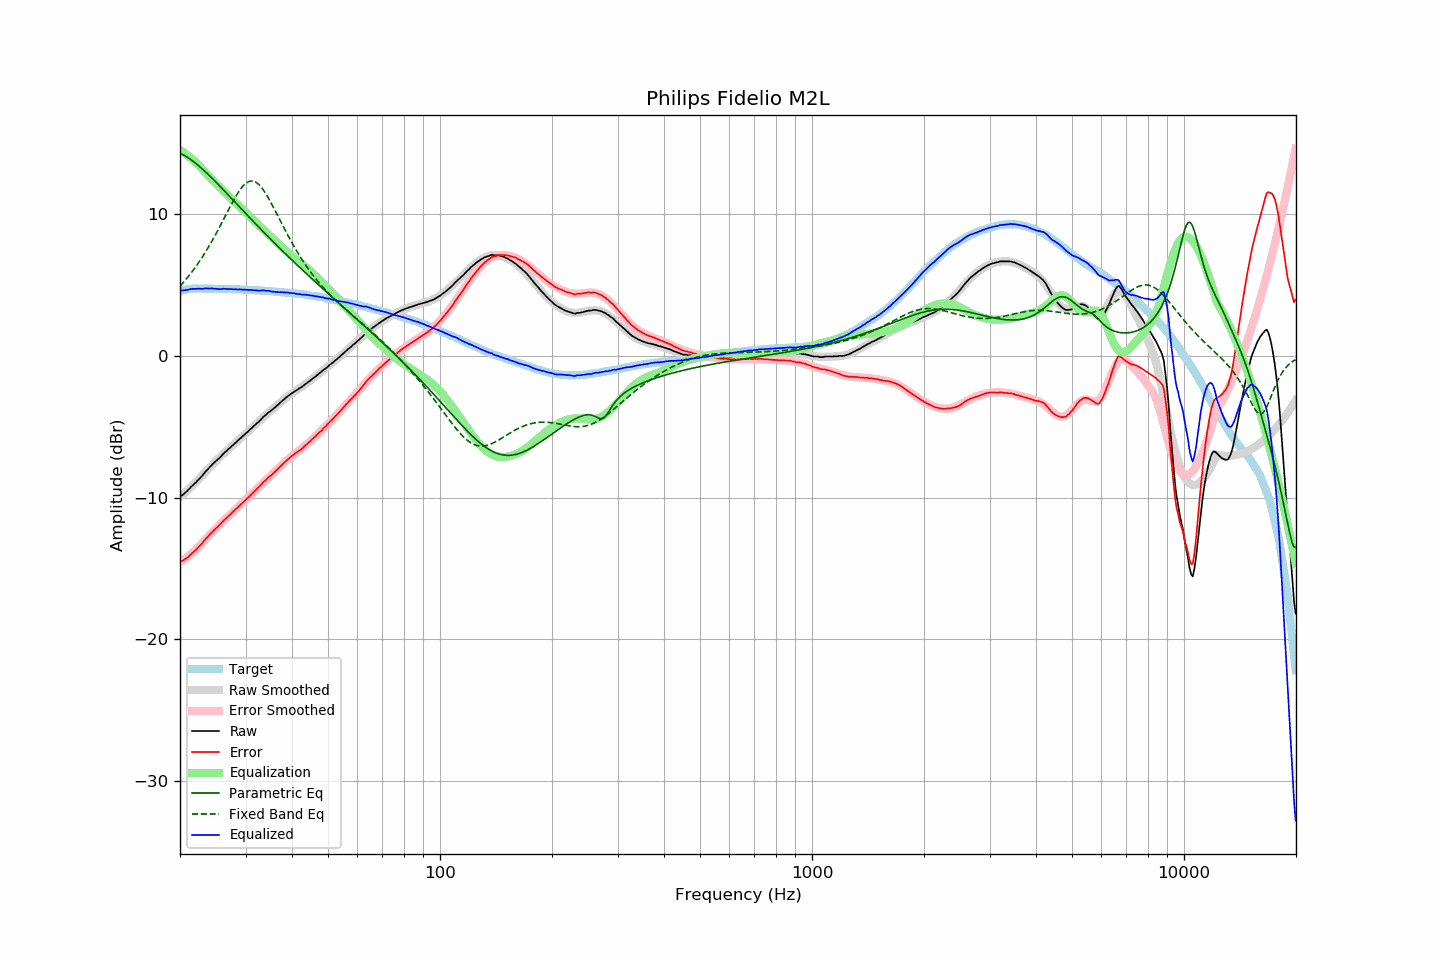 Philips Fidelio M2L
Amplitude (dBr)
10
0
−10
−20
−30
Target
Raw Smoothed
Error Smoothed
Raw
Error
Equalization
Parametric Eq
Fixed Band Eq
Equalized
100
1000
10000
Frequency (Hz)